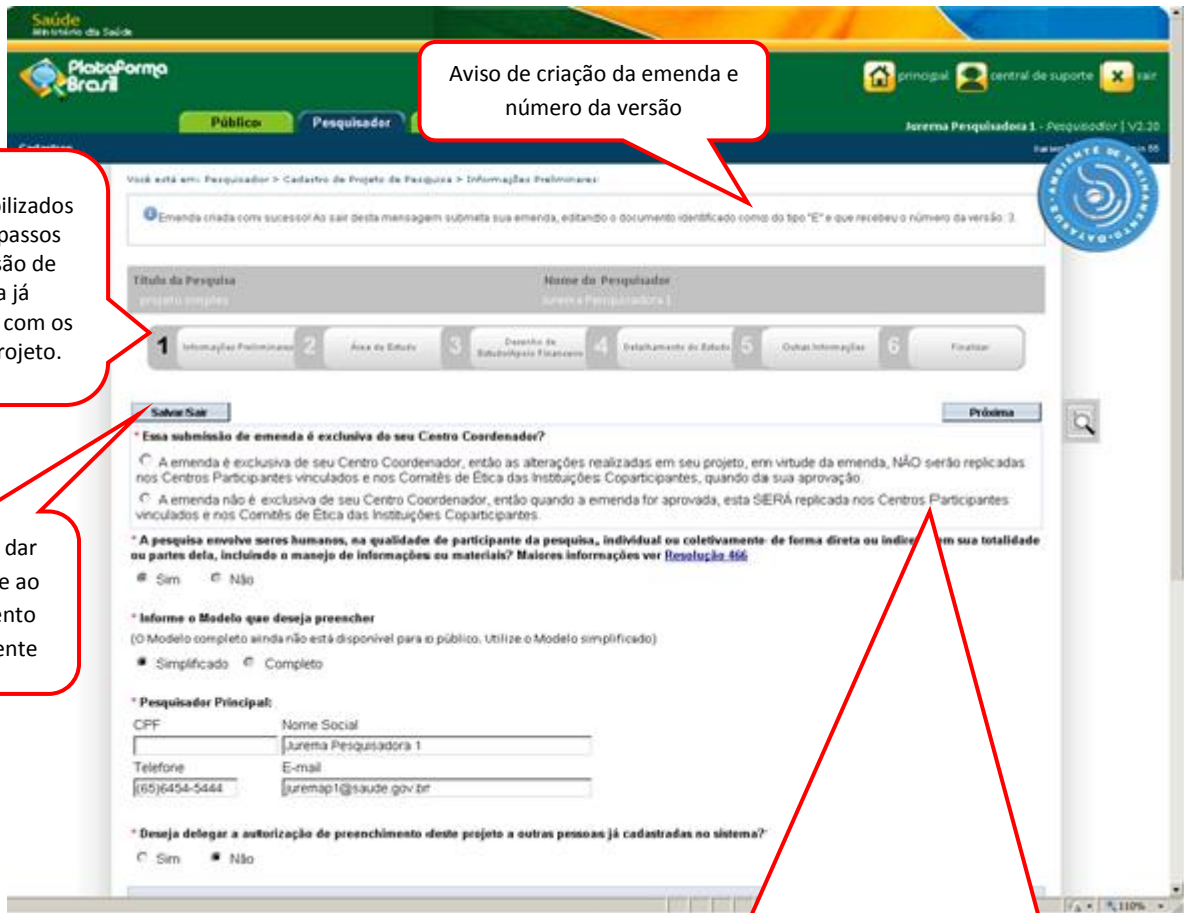 Saúde
Ministério da Saúde
Plataforma
Brasil
principal
central de suporte
sair
Público
Pesquisador
Jurema Pesquisadora 1 - Pesquisador | V2.20
Cadastros
AMBIENTE DE TREINAMENTO-DATASUS
Aviso de criação da emenda e
número da versão
Você está em: Pesquisador > Cadastro de Projeto de Pesquisa > Informações Preliminares
Emenda criada com sucesso! Ao sair desta mensagem submeta sua emenda, editando o documento identificado como do tipo "E" e que recebeu o número da versão: 3.
bilizados
passos
são de
a já
com os
rojeto.
Título da Pesquisa
Nome do Pesquisador
projeto simples
Jurema Pesquisadora 1
1 Informações Preliminares 2 Área de Estudo 3 Desenho de Estudo/Apoio Financeiro 4 Detalhamento do Estudo 5 Outras Informações 6 Finalizar
Salvar/Sair
Próxima
* Essa submissão de emenda é exclusiva do seu Centro Coordenador?
A emenda é exclusiva de seu Centro Coordenador, então as alterações realizadas em seu projeto, em virtude da emenda, NÃO serão replicadas
nos Centros Participantes vinculados e nos Comitês de Ética das Instituições Coparticipantes, quando da sua aprovação.
A emenda não é exclusiva de seu Centro Coordenador, então quando a emenda for aprovada, esta SERÁ replicada nos Centros Participantes
vinculados e nos Comitês de Ética das Instituições Coparticipantes.
* A pesquisa envolve seres humanos, na qualidade de participante da pesquisa, individual ou coletivamente de forma direta ou em sua totalidade
ou partes dela, incluindo o manejo de informações ou materiais? Maiores informações ver Resolução 466
Sim Não
dar
e ao
ento
ente
* Informe o Modelo que deseja preencher
(O Modelo completo ainda não está disponível para o público. Utilize o Modelo simplificado)
Simplificado Completo
* Pesquisador Principal:
CPF Nome Social
Jurema Pesquisadora 1
Telefone E-mail
(65)6454-5444 juremap1@saude.gov.br
* Deseja delegar a autorização de preenchimento deste projeto a outras pessoas já cadastradas no sistema?
Sim Não
110%